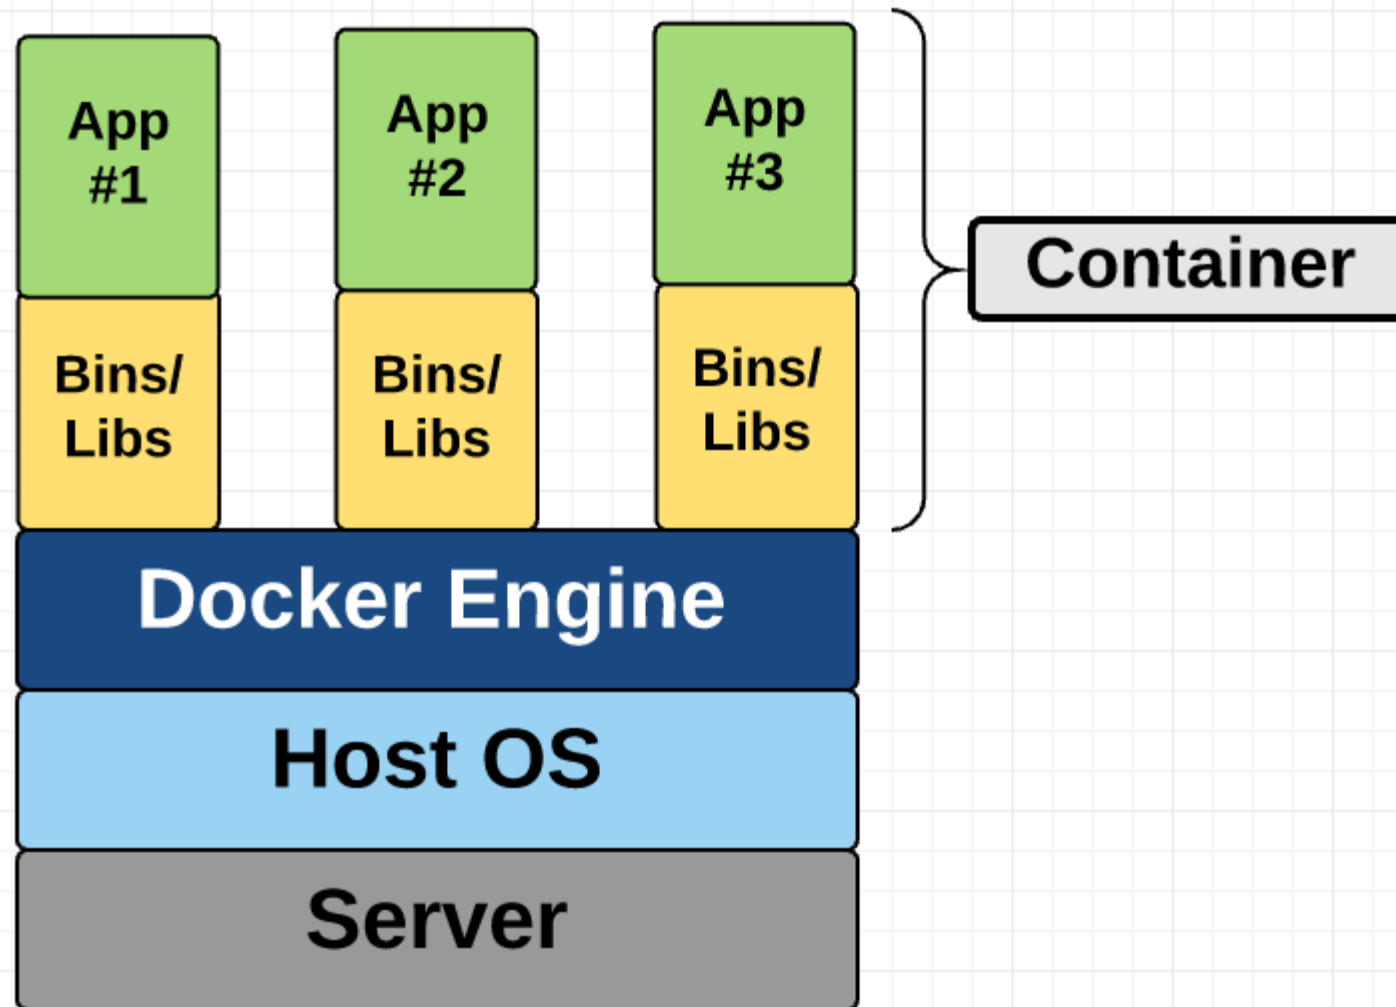 App
#1
App
#2
App
#3
Container
Bins/
Libs
Bins/
Libs
Bins/
Libs
Docker Engine
Host OS
Server